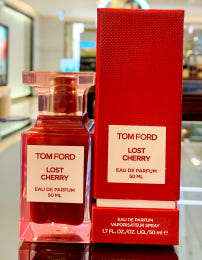 TOM FORD
LOST
CHERRY
EAU DE PARFUM
50 ML
TOM FORD
LOST
CHERRY
EAU DE PARFUM
50 ML
EAU DE PARFUM
VAPORISATEUR SPRAY
1.7 FL.OZ./OZ. LIQ./50 ml ℮